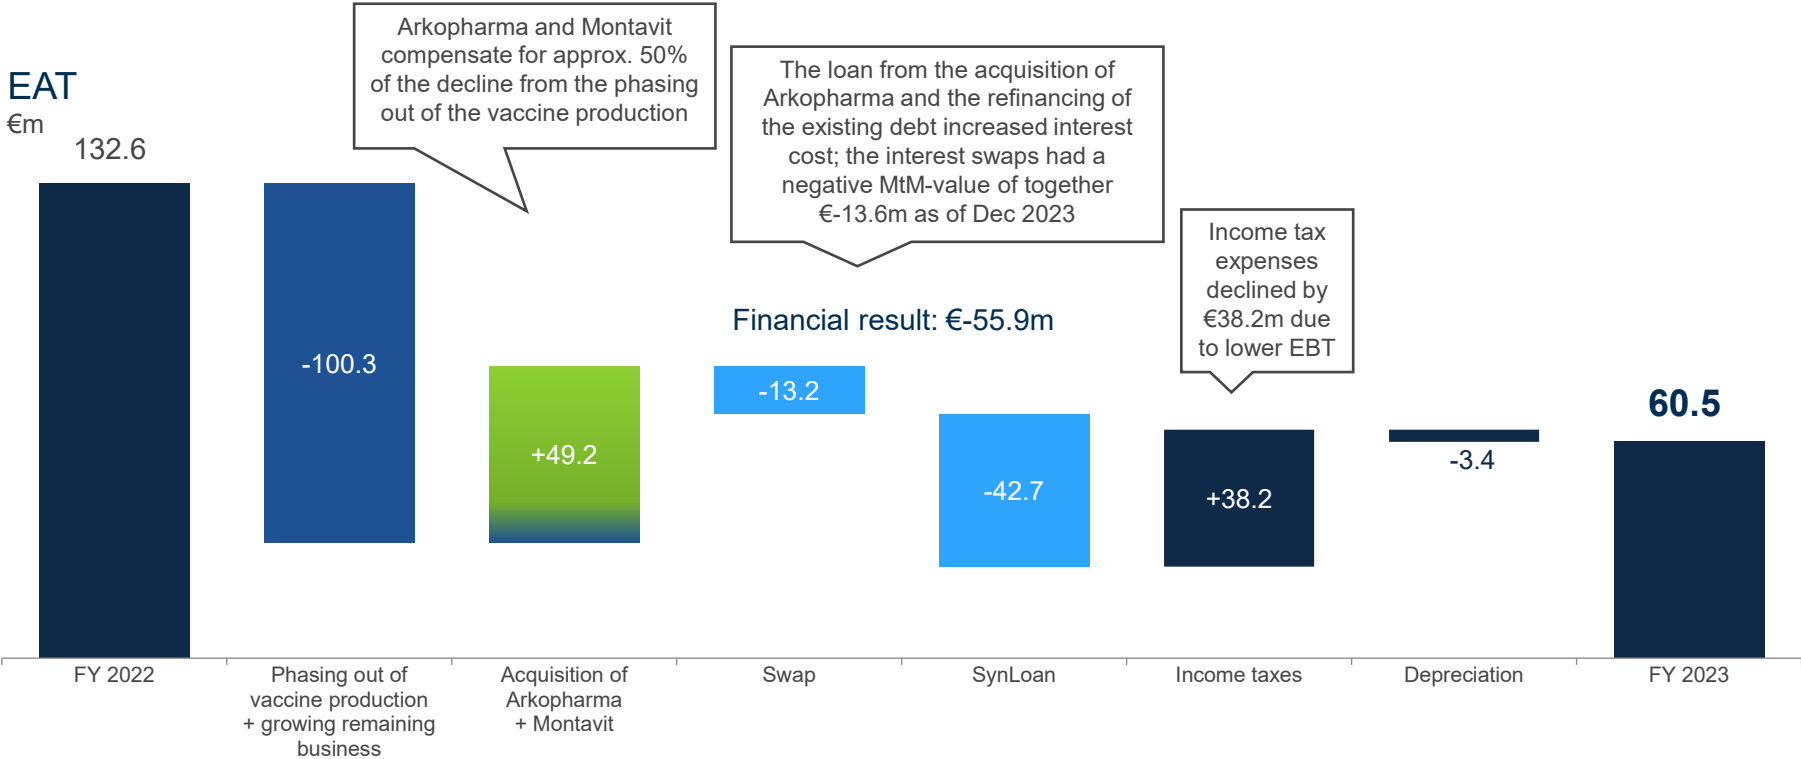 EAT
€m
Arkopharma and Montavit
compensate for approx. 50%
of the decline from the phasing
out of the vaccine production
The loan from the acquisition of
Arkopharma and the refinancing of
the existing debt increased interest
cost; the interest swaps had a
negative MtM-value of together
€-13.6m as of Dec 2023
Income tax
expenses
declined by
€38.2m due
to lower EBT
Financial result: €-55.9m
132.6
-100.3
+49.2
-13.2
-42.7
+38.2
-3.4
60.5
FY 2022
Phasing out of
vaccine production
+ growing remaining
business
Acquisition of
Arkopharma
+ Montavit
Swap
SynLoan
Income taxes
Depreciation
FY 2023